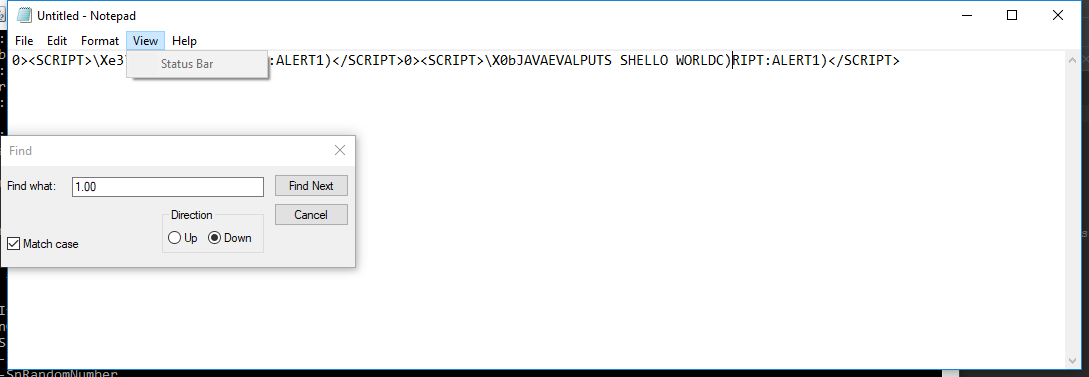 Untitled - Notepad
File Edit Format View Help
Status Bar
0><SCRIPT>\Xe3 :ALERT1)</SCRIPT>0><SCRIPT>\X0bJAVAEVALPUTS SHELLO WORLDC)RIPT:ALERT1)</SCRIPT>
Find
Find what: 1.00 Find Next
Direction Cancel
Up Down
Match case
-SnRandomNumber